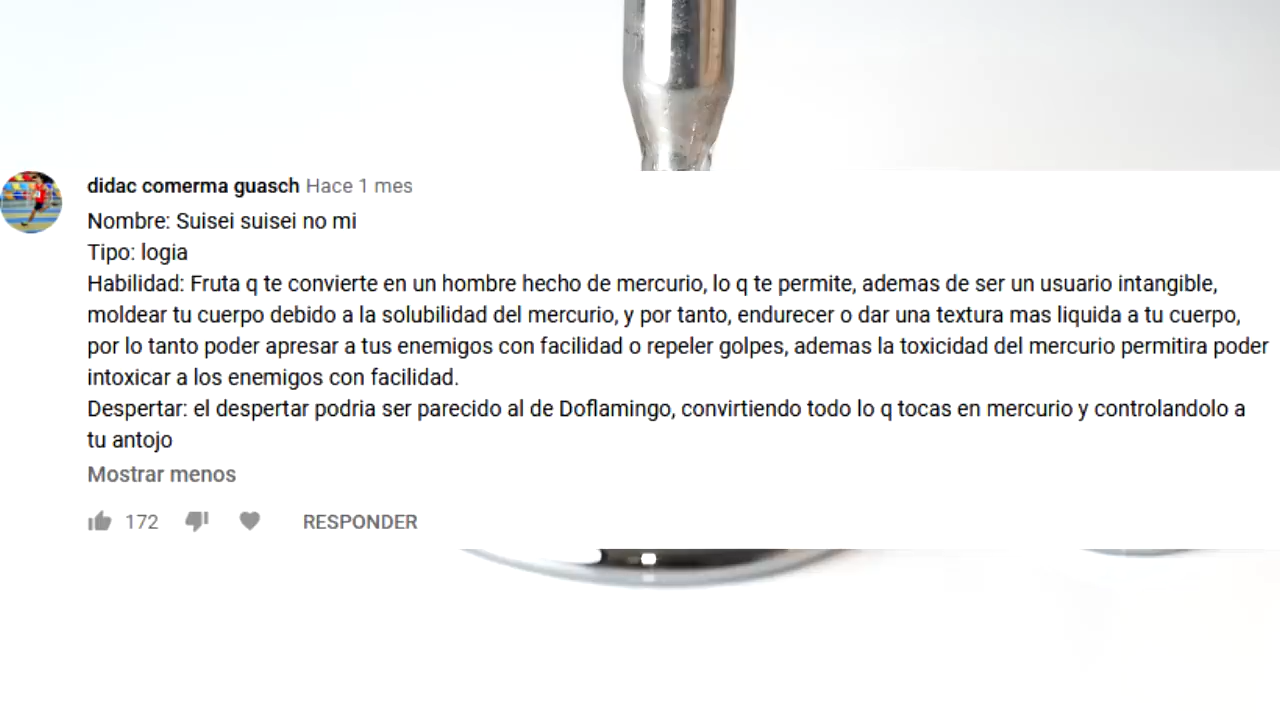 didac comerma guasch Hace 1 mes
Nombre: Suisei suisei no mi
Tipo: logia
Habilidad: Fruta q te convierte en un hombre hecho de mercurio, lo q te permite, ademas de ser un usuario intangible,
moldear tu cuerpo debido a la solubilidad del mercurio, y por tanto, endurecer o dar una textura mas liquida a tu cuerpo,
por lo tanto poder apresar a tus enemigos con facilidad o repeler golpes, ademas la toxicidad del mercurio permitira poder
intoxicar a los enemigos con facilidad.
Despertar: el despertar podria ser parecido al de Doflamingo, convirtiendo todo lo q tocas en mercurio y controlandolo a
tu antojo
Mostrar menos
172 RESPONDER